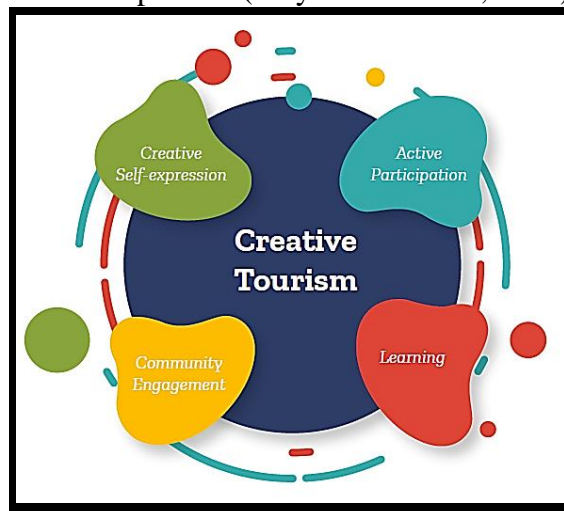 Creative
Self-expression
Active
Participation
Creative
Tourism
Community
Engagement
Learning